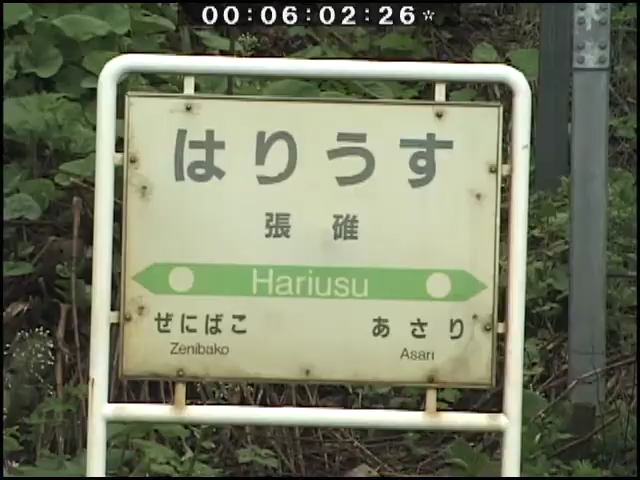 00:06:02:26*
はりうす
張碓
Hariusu
ぜにばこ あさり
Zenibako Asari